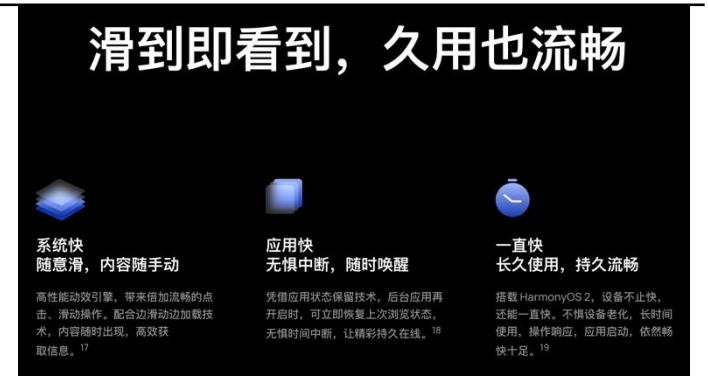 滑到即看到，久用也流畅
系统快
随意滑，内容随手动
高性能动效引擎，带来倍加流畅的点
击、滑动操作。配合边滑动边加载技
术，内容随时出现，高效获
取信息。17
应用快
无惧中断，随时唤醒
凭借应用状态保留技术，后台应用再
开启时，可立即恢复上次浏览状态，
无惧时间中断，让精彩持久在线。18
一直快
长久使用，持久流畅
搭载 HarmonyOS 2，设备不止快，
还能一直快。不惧设备老化，长时间
使用，操作响应，应用启动，依然畅
快十足。19